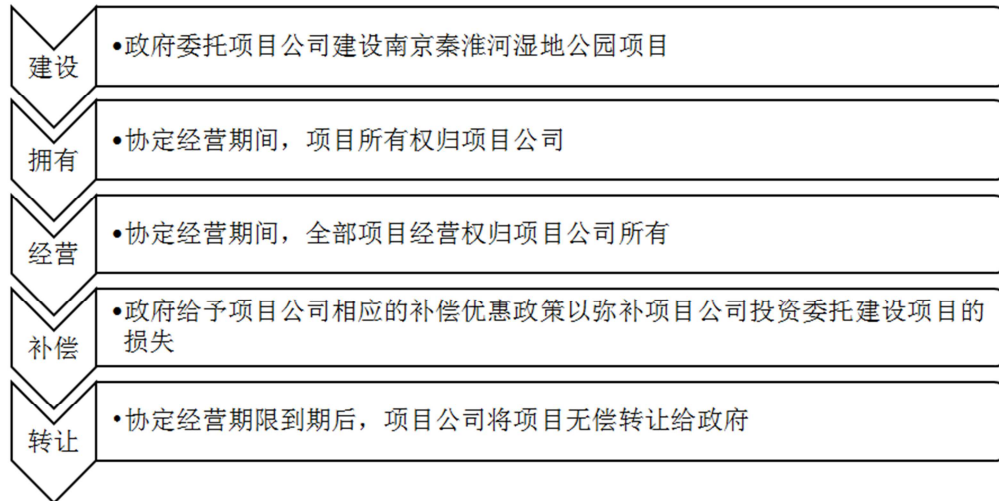 建设
•政府委托项目公司建设南京秦淮河湿地公园项目
拥有
•协定经营期间，项目所有权归项目公司
经营
•协定经营期间，全部项目经营权归项目公司所有
补偿
•政府给予项目公司相应的补偿优惠政策以弥补项目公司投资委托建设项目的
损失
转让
•协定经营期限到期后，项目公司将项目无偿转让给政府